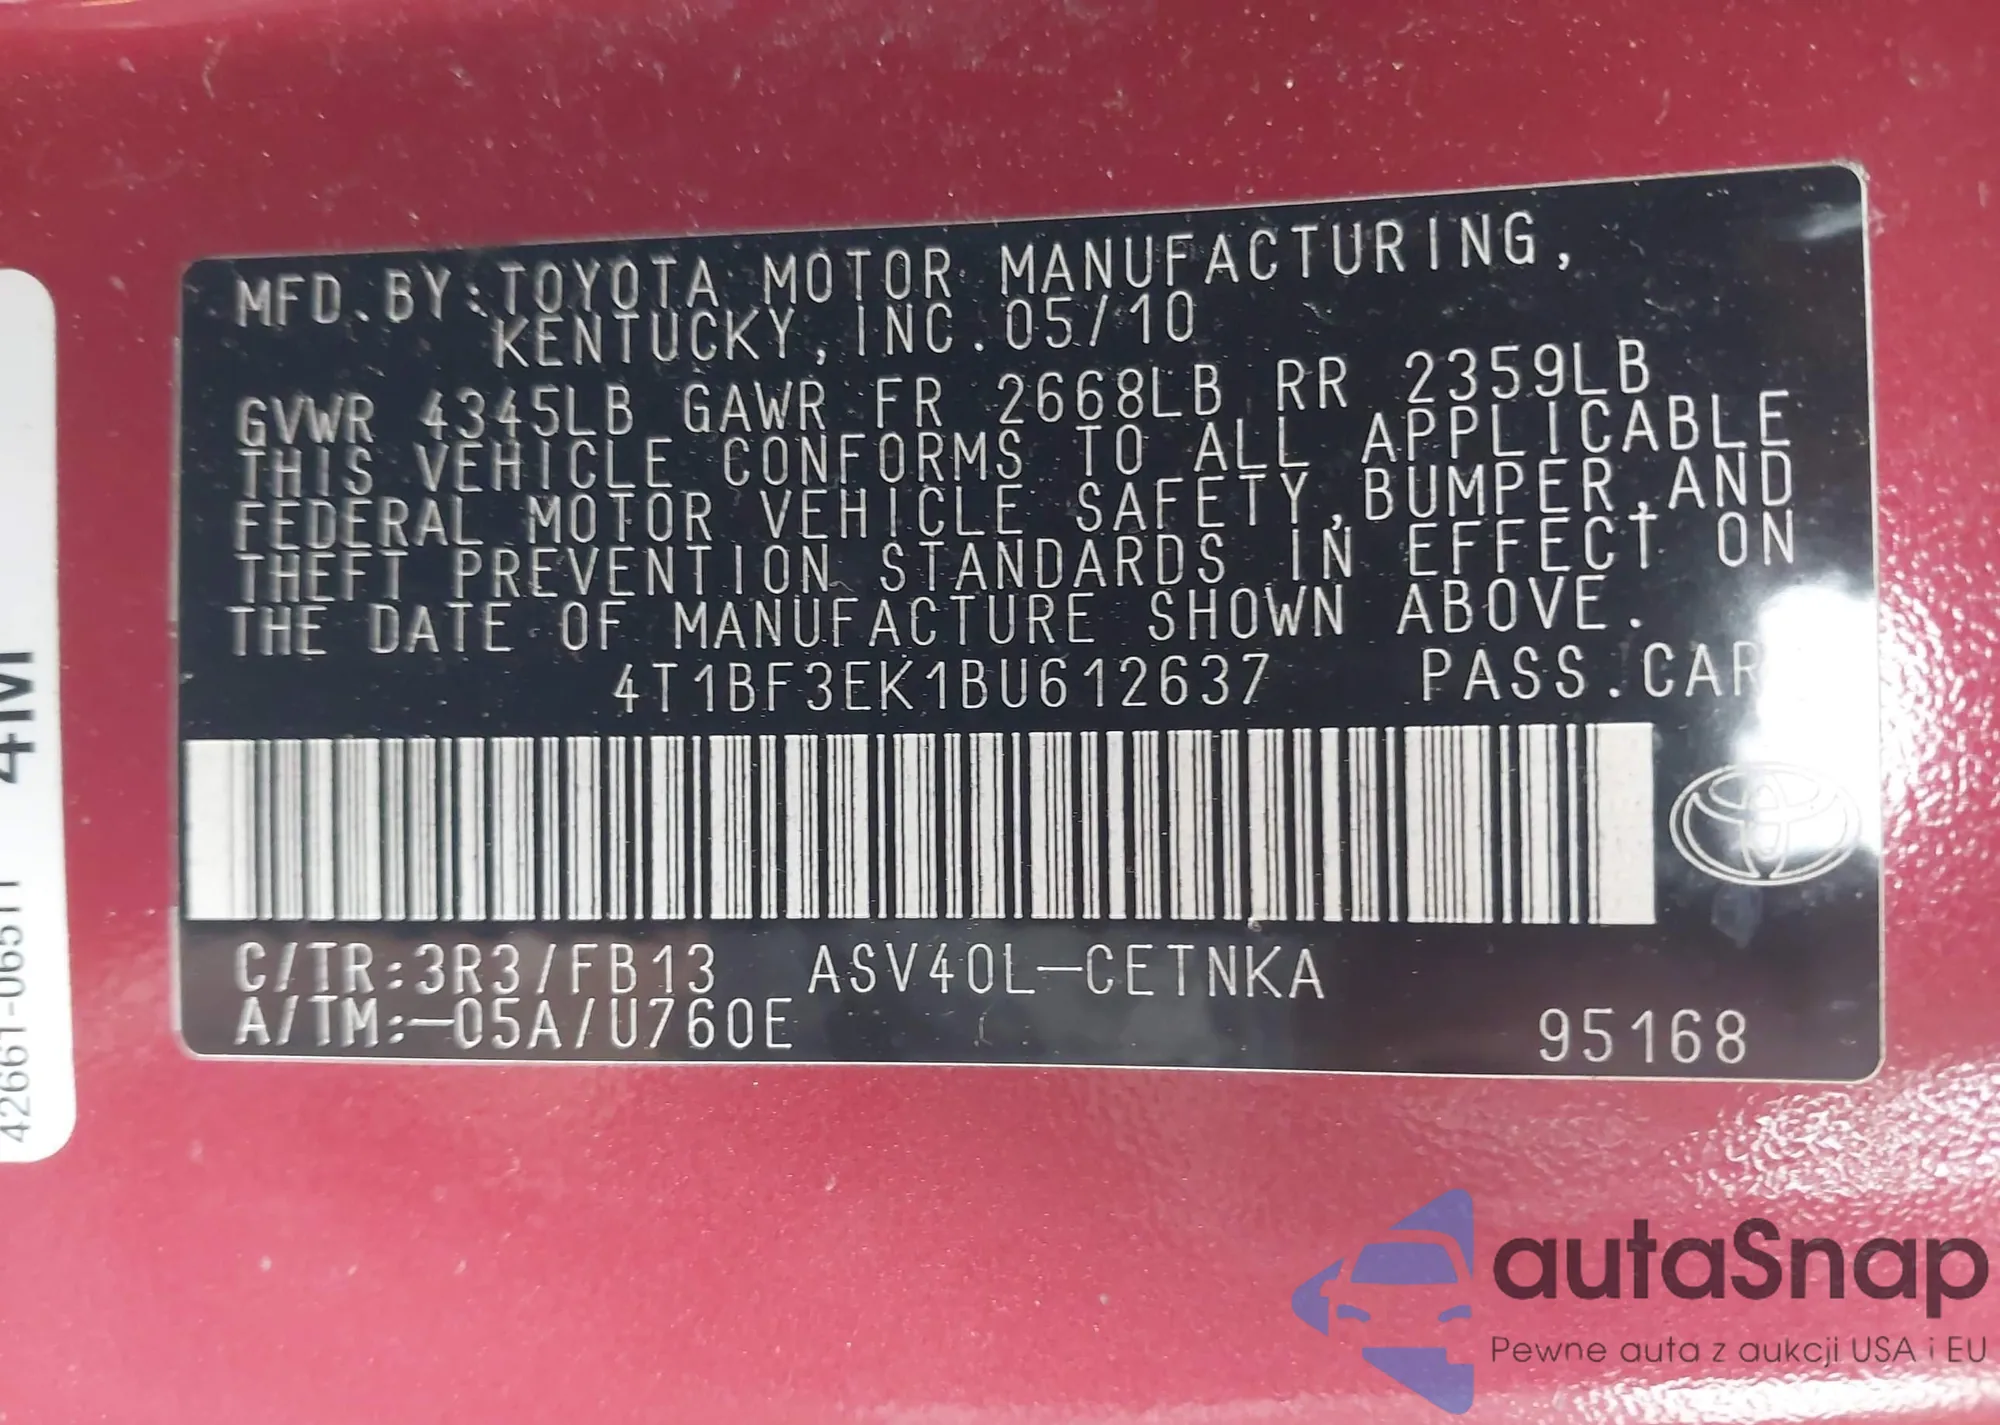 MFD.BY:TOYOTA MOTOR MANUFACTURING,
KENTUCKY,INC.05/10
GVWR 4345LB GAWR FR 2668LB RR 2359LB
THIS VEHICLE CONFORMS TO ALL APPLICABLE
FEDERAL MOTOR VEHICLE SAFETY,BUMPER,AND
THEFT PREVENTION STANDARDS IN EFFECT ON
THE DATE OF MANUFACTURE SHOWN ABOVE.
4T1BF3EK1BU612637 PASS.CAR
C/TR:3R3/FB13 ASV40L-CETNKA
A/TM:-05A/U760E
95168
4M
autaSnap
Pewne auta z aukcji USA i EU